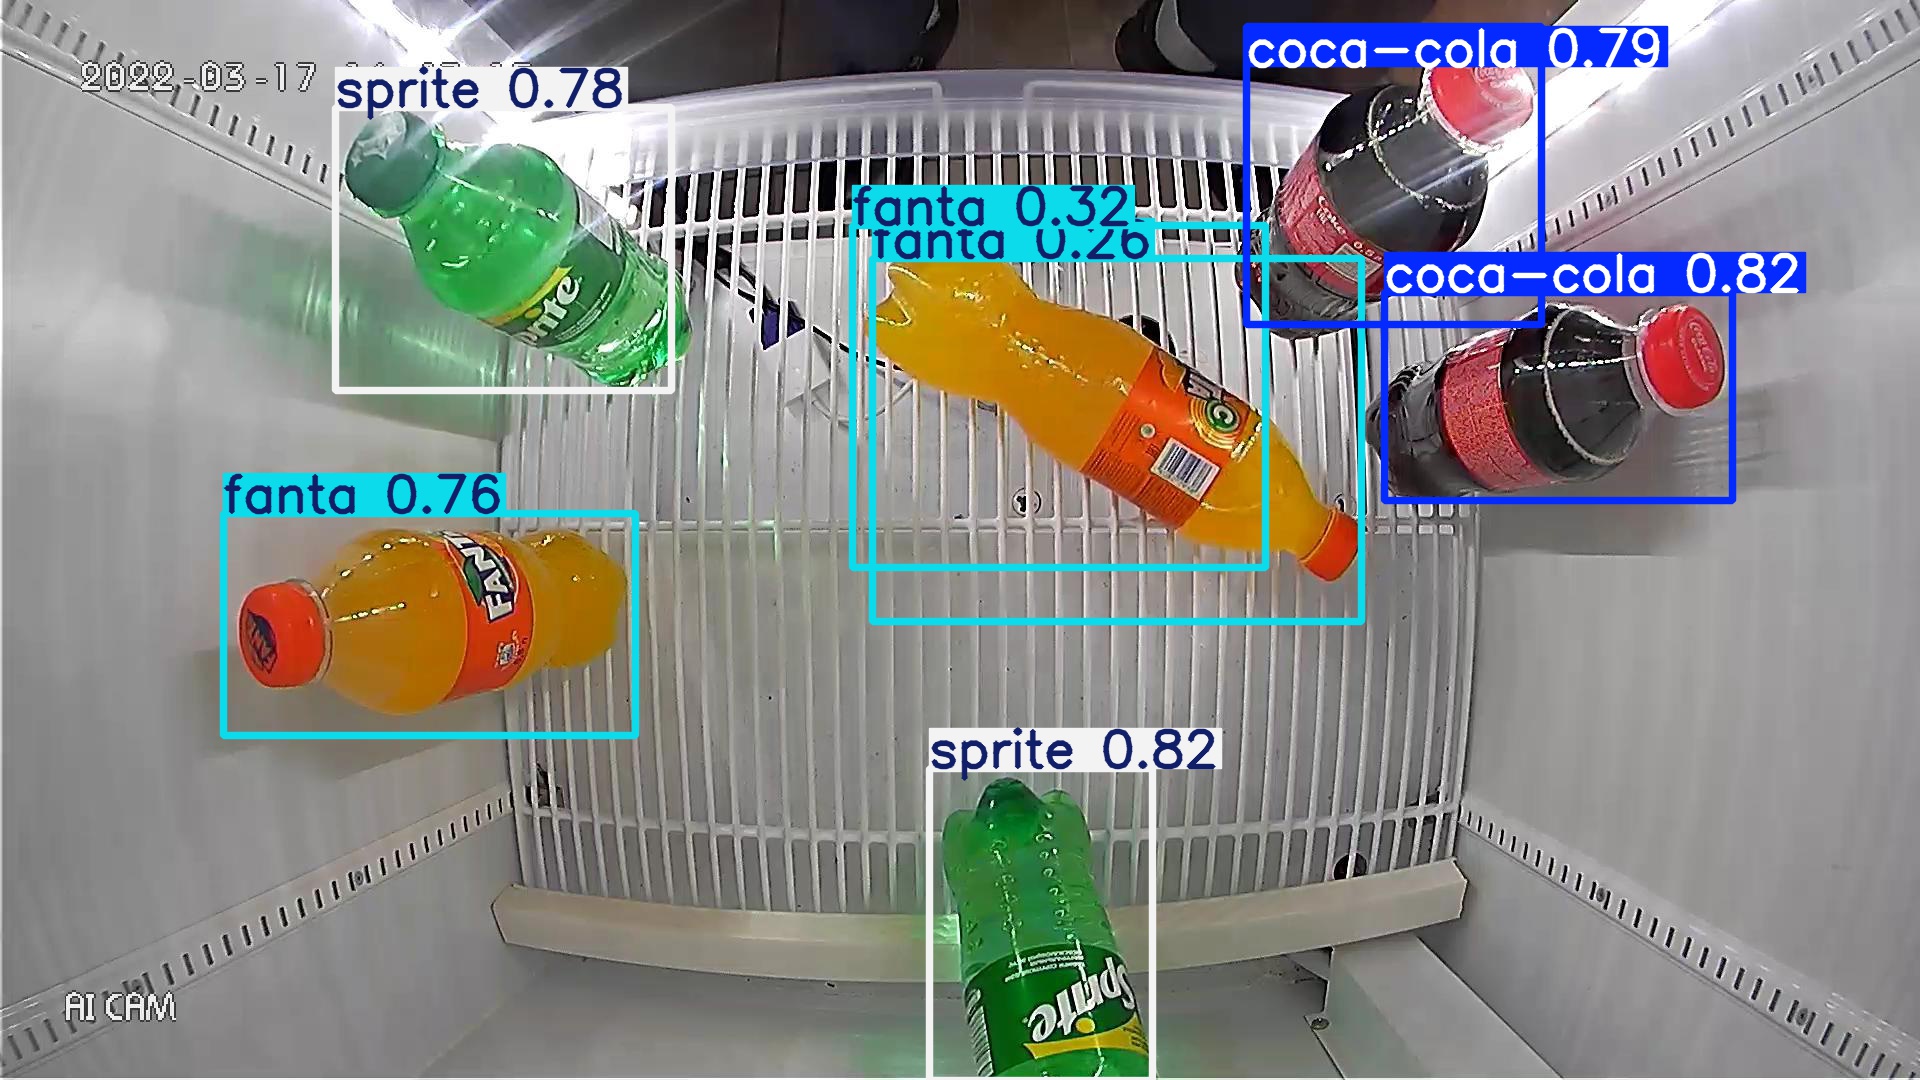 2022-03-17
sprite 0.78
coca-cola 0.79
fanta 0.32
fanta 0.26
coca-cola 0.82
Sprite
fanta 0.76
FANTA
sprite 0.82
Sprite
AI CAM